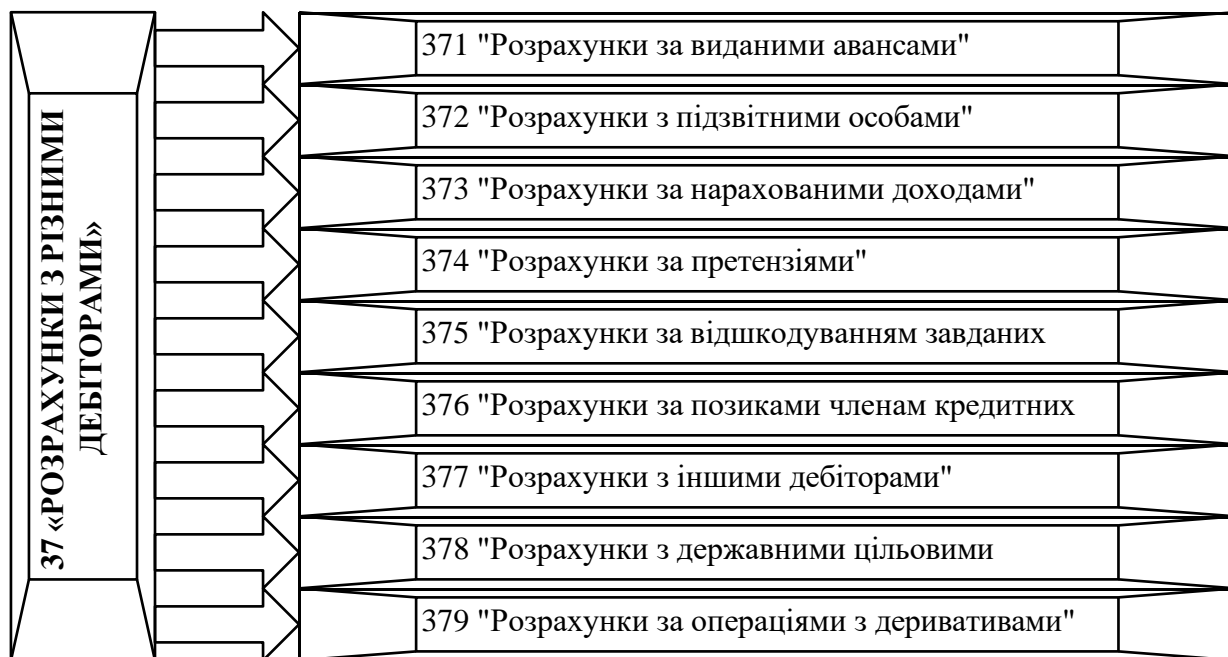 37 «РОЗРАХУНКИ З РІЗНИМИ
ДЕБІТОРАМИ»
371 "Розрахунки за виданими авансами"
372 "Розрахунки з підзвітними особами"
373 "Розрахунки за нарахованими доходами"
374 "Розрахунки за претензіями"
375 "Розрахунки за відшкодуванням завданих
376 "Розрахунки за позиками членам кредитних
377 "Розрахунки з іншими дебіторами"
378 "Розрахунки з державними цільовими
379 "Розрахунки за операціями з деривативами"